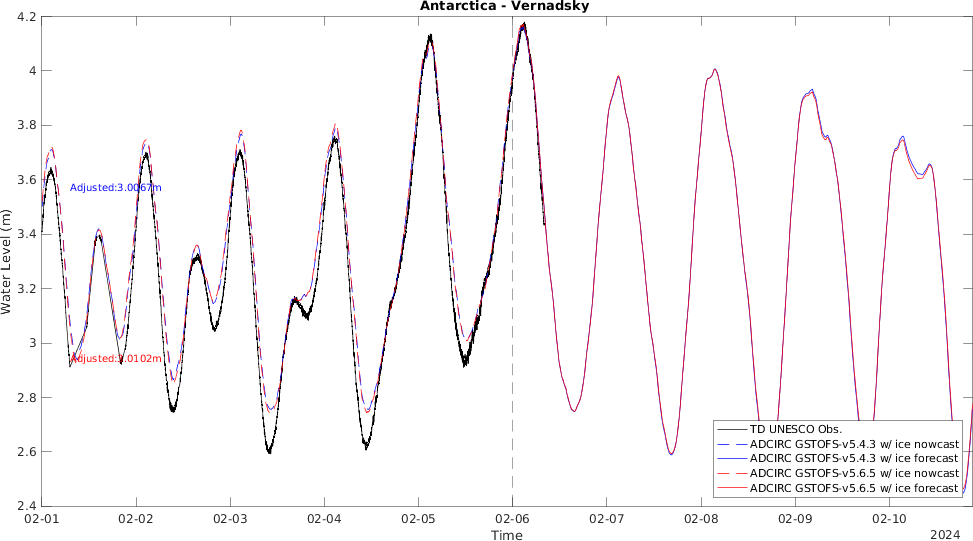 Antarctica - Vernadsky
4.2
4
3.8
3.6
3.4
3.2
3
2.8
2.6
2.4
Water Level (m)
Adjusted:3.0067m
Adjusted:3.0102m
TD UNESCO Obs.
ADCIRC GSTOFS-v5.4.3 w/ ice nowcast
ADCIRC GSTOFS-v5.4.3 w/ ice forecast
ADCIRC GSTOFS-v5.6.5 w/ ice nowcast
ADCIRC GSTOFS-v5.6.5 w/ ice forecast
02-01 02-02 02-03 02-04 02-05 02-06 02-07 02-08 02-09 02-10
Time
2024